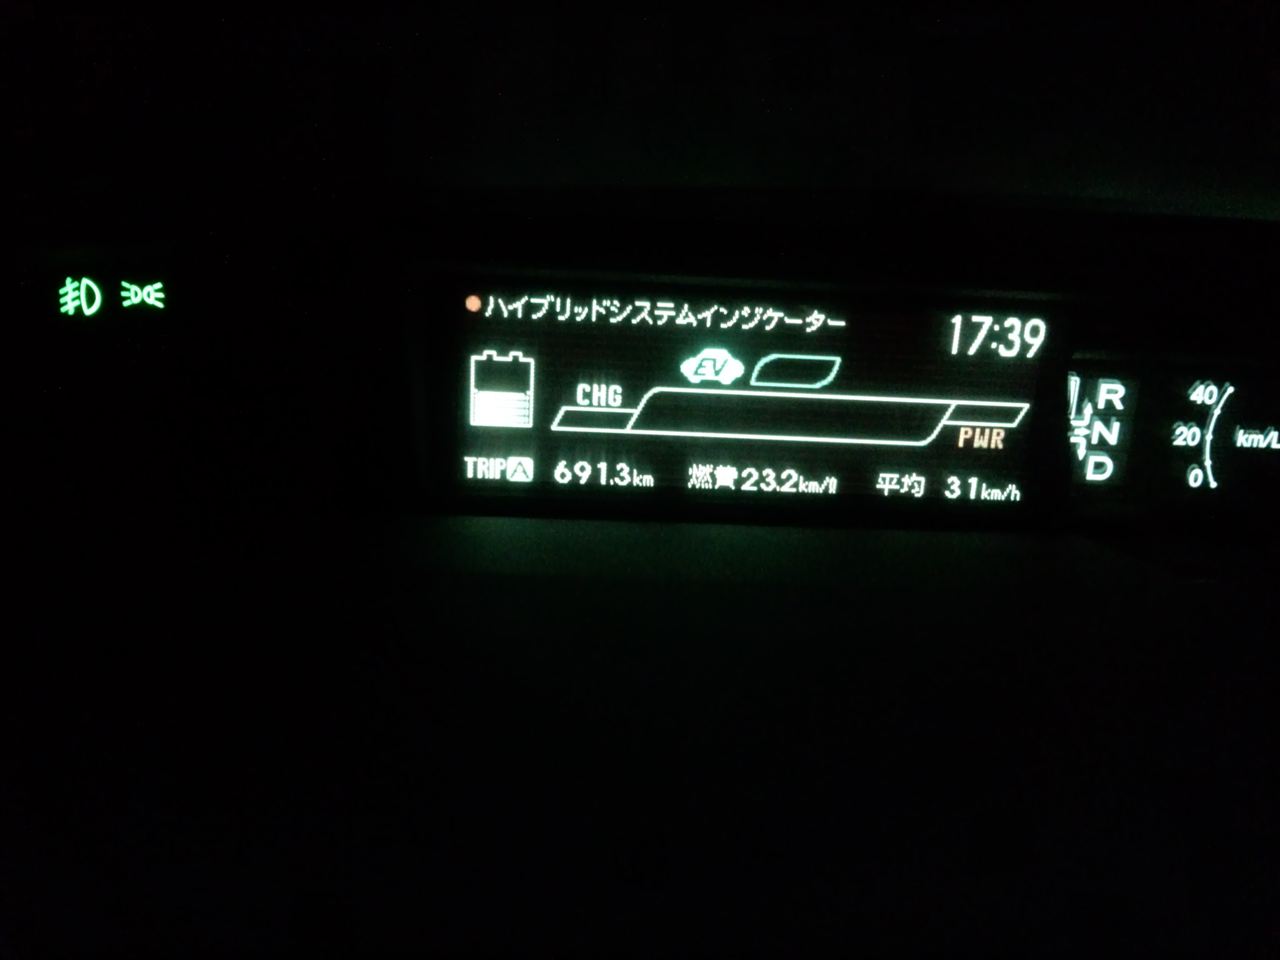 ハイブリッドシステムインジケーター
17:39
EV
CHG
PWR
TRIP A 691.3km 燃費23.2km/ℓ 平均 31km/h
R
N
D
40
20
0
km/L